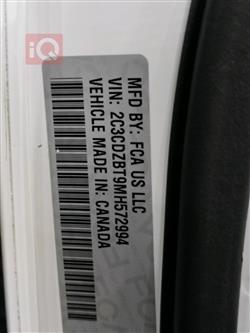 iQ
MFD BY: FCA US LLC
VIN: 2C3CDZBT9MH572994
VEHICLE MADE IN: CANADA